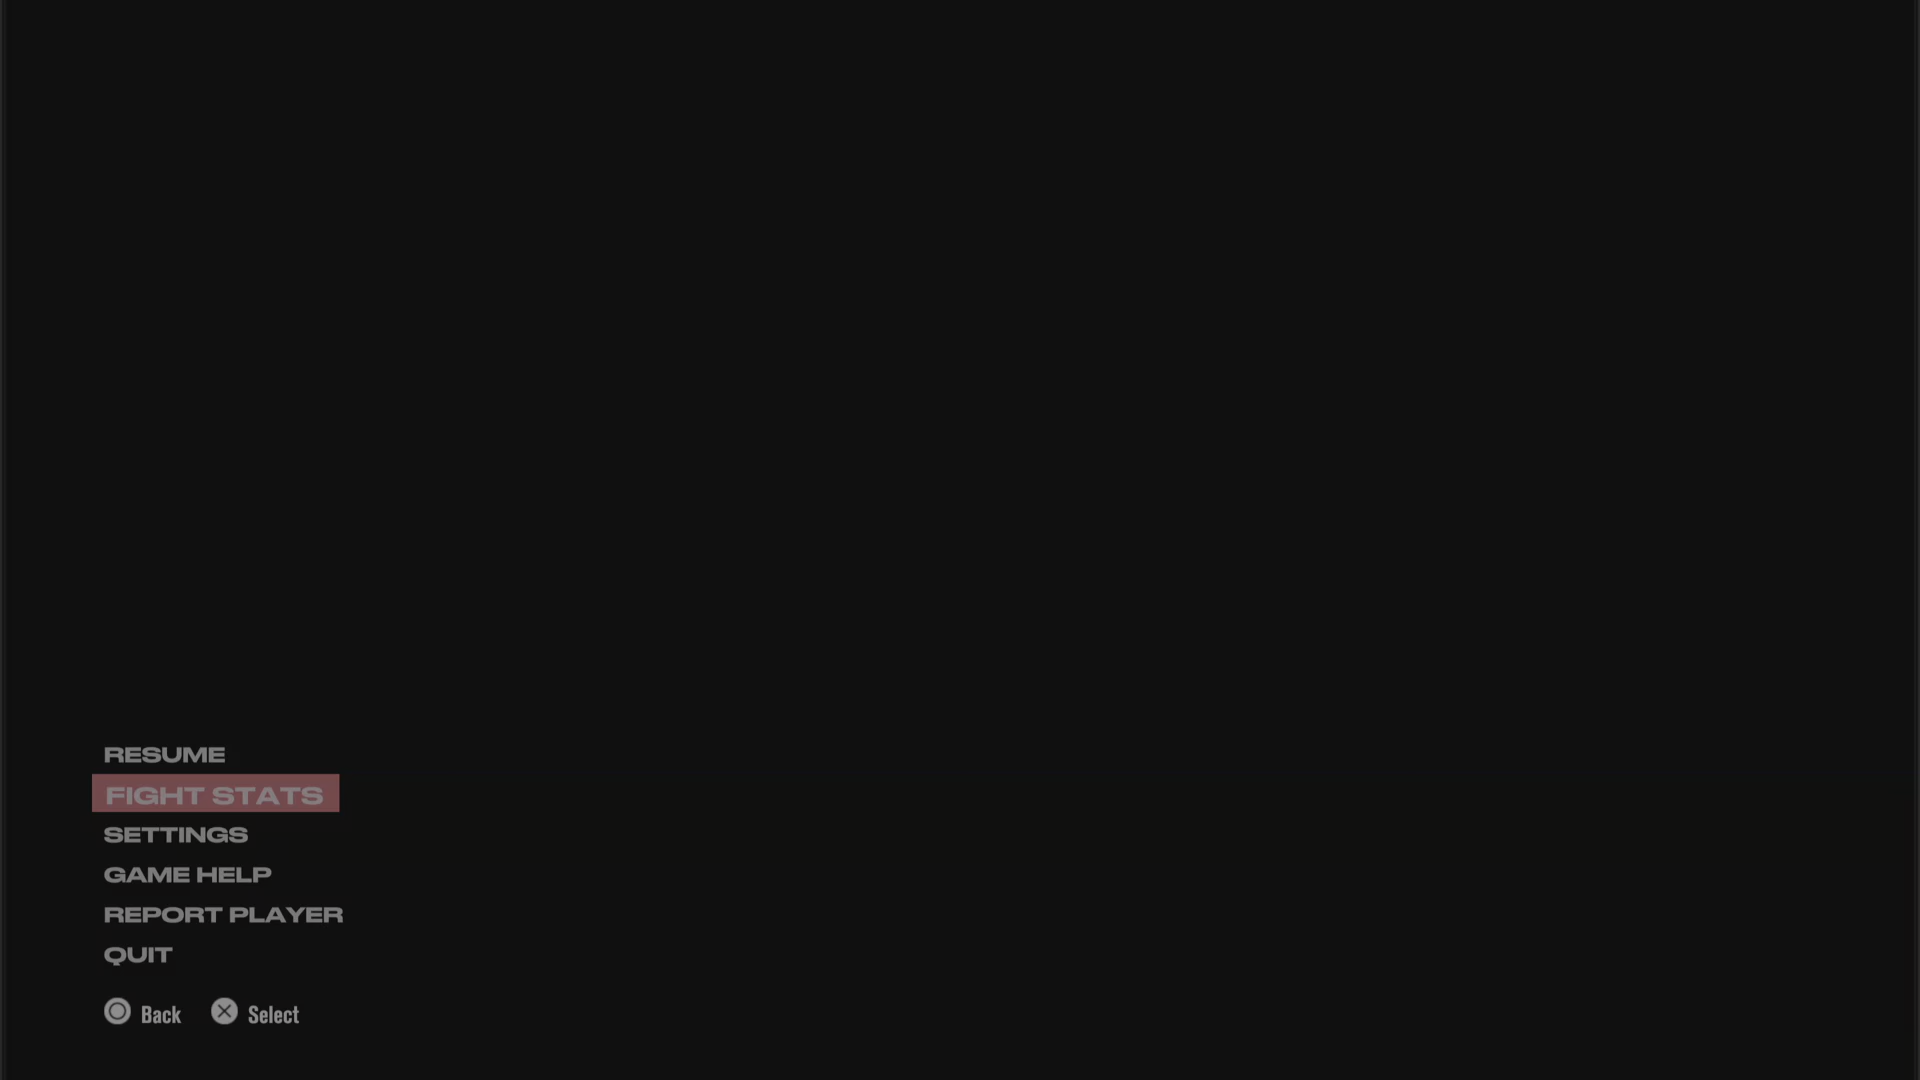 RESUME
FIGHT STATS
SETTINGS
GAME HELP
REPORT PLAYER
QUIT
Back Select